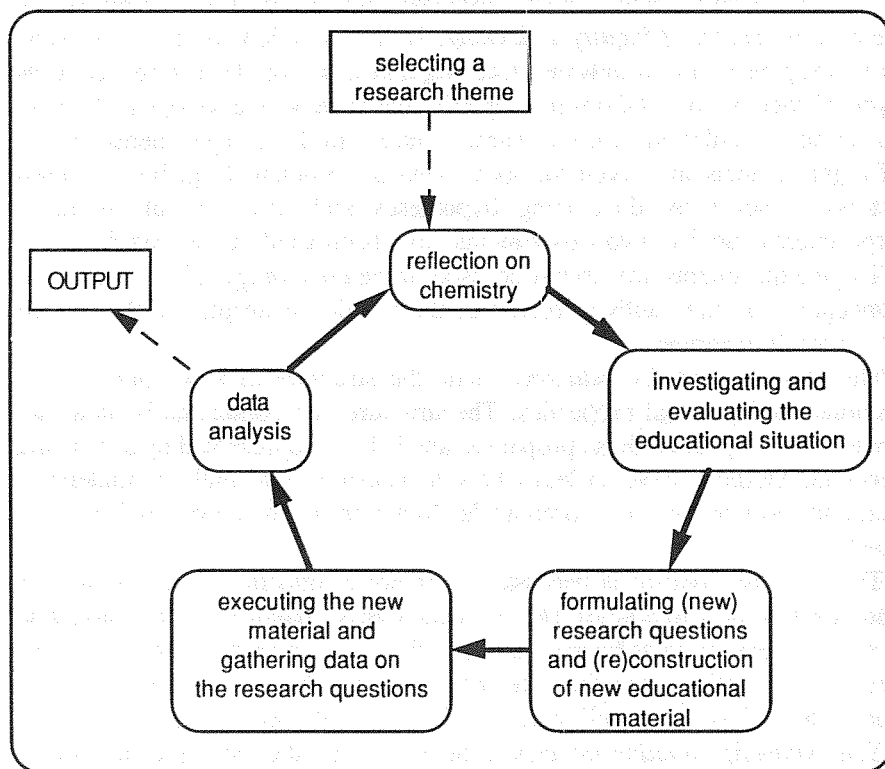 selecting a
research theme
reflection on
chemistry
OUTPUT
investigating and
evaluating the
educational situation
data
analysis
executing the new
material and
gathering data on
the research questions
formulating (new)
research questions
and (re)construction
of new educational
material